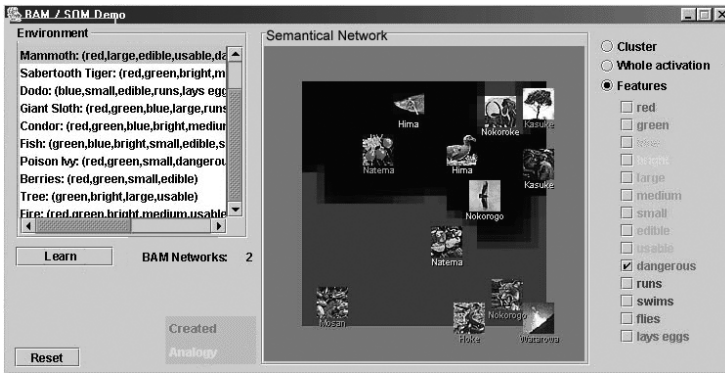 BAM / SOM Demo
Environment
Mammoth: (red,large,edible,usable,da
Sabertooth Tiger: (red,green,bright,m
Dodo: (blue,small,edible,runs,lays egg
Giant Sloth: (red,green,blue,large,run
Condor: (red,green,blue,bright,medium
Fish: (green,blue,bright,small,edible,s
Poison Ivy: (red,green,small,dangerou
Berries: (red,green,small,edible)
Tree: (green,bright,large,usable)
Fire: (red,green,bright,medium,usable
Learn
BAM Networks: 2
Created
Analogy
Reset
Semantical Network
Hima
Nokoroke
Kasuke
Natema
Hima
Kasuke
Nokorogo
Natema
Mosan
Nokorogo
Hoke
Watarowa
Cluster
Whole activation
Features
red
green
bright
large
medium
small
edible
usable
dangerous
runs
swims
flies
lays eggs